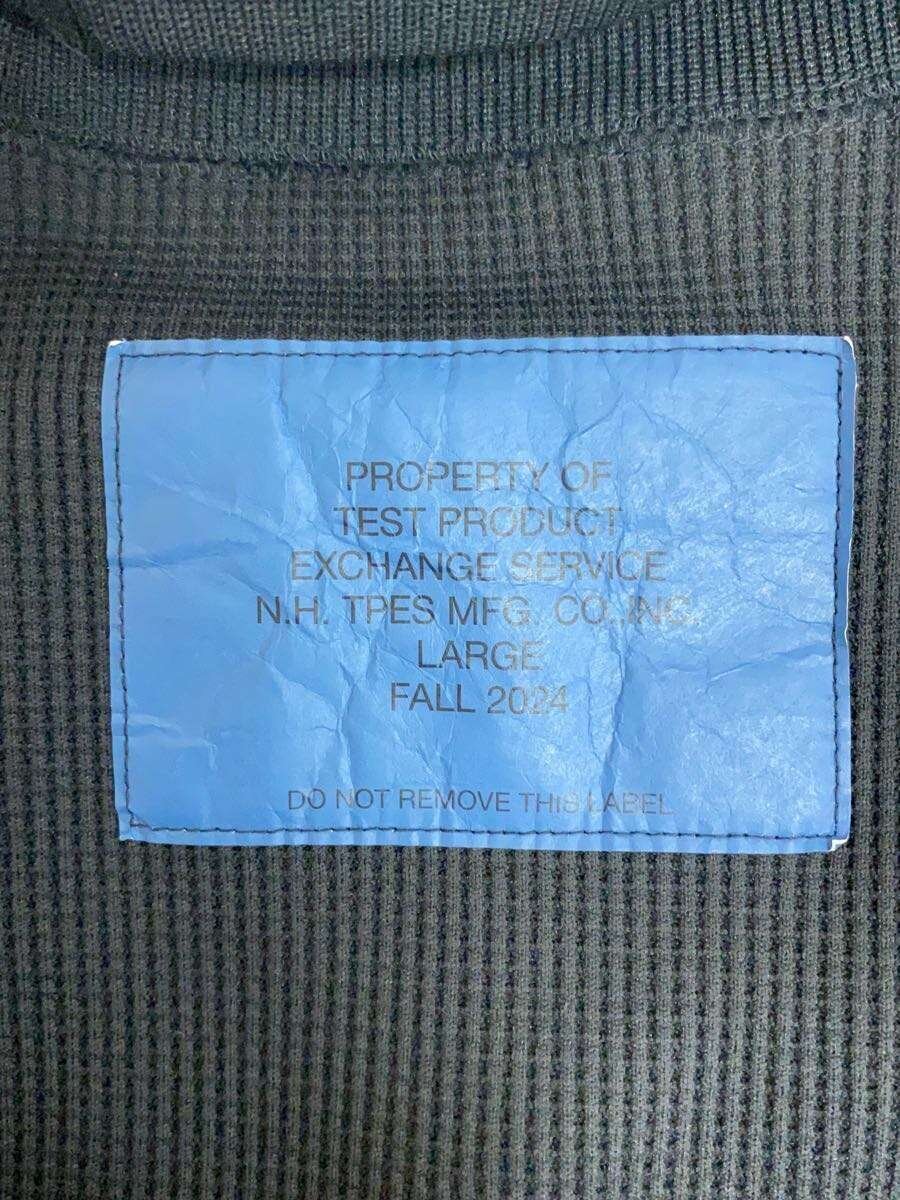 PROPERTY OF
TEST PRODUCT
EXCHANGE SERVICE
N.H. TPES MFG. CO.,INC.,
LARGE
FALL 2024
DO NOT REMOVE THIS LABEL